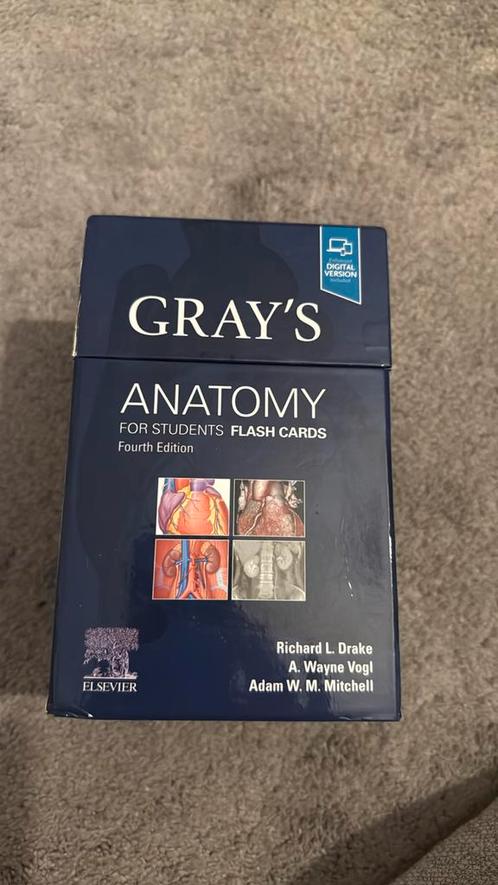 Enhanced
DIGITAL
VERSION
Included
GRAY'S
ANATOMY
FOR STUDENTS FLASH CARDS
Fourth Edition
Richard L. Drake
A. Wayne Vogl
Adam W. M. Mitchell
ELSEVIER